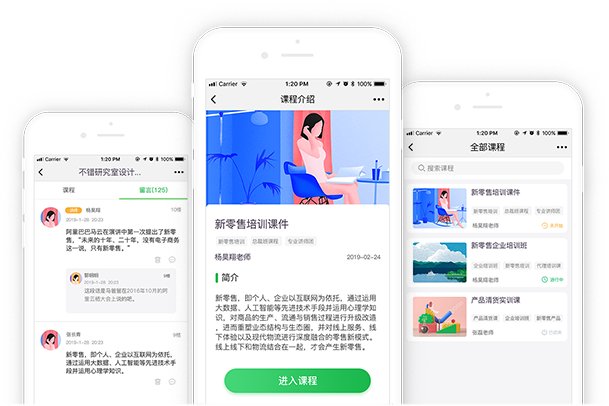 Carrier
1:20 PM
100%
不错研究室设计...
课程
留言(125)
讲师
杨昊翔
10楼
2019-1-29 20:23
阿里巴巴马云在演讲中第一次提出了新零
售。“未来的十年、二十年，没有电子商务
这一说，只有新零售。”
郭明明
9楼
2016-1-28 20:23
这段话是马爸爸在2016年10月的阿
里云栖大会上说的吧。
张长青
8楼
2019-1-29 20:23
新零售，即个人、企业以互联网为依托，
通过运用大数据、人工智能等先进技术手
段并运用心理学知识。
Carrier
1:20 PM
100%
课程介绍
新零售培训课件
新零售培训
总裁班课程
专业讲师团
杨昊翔老师
2019-02-24
简介
新零售，即个人、企业以互联网为依托，通过运用
大数据、人工智能等先进技术手段并运用心理学知
识，对商品的生产、流通与销售过程进行升级改造
，进而重塑业态结构与生态圈，并对线上服务、线
下体验以及现代物流进行深度融合的零售新模式。
线上线下和物流结合在一起，才会产生新零售。
进入课程
Carrier
1:20 PM
100%
全部课程
搜索课程
新零售培训课件
新零售培训
总裁班课程
专业讲师团
杨昊翔老师
未开始
新零售企业培训班
企业培训班
新零售培训
代理培训课
杨昊翔老师
进行中
产品清货实训课
产品清货课
企业培训班
新零售产品
张磊老师
已结束